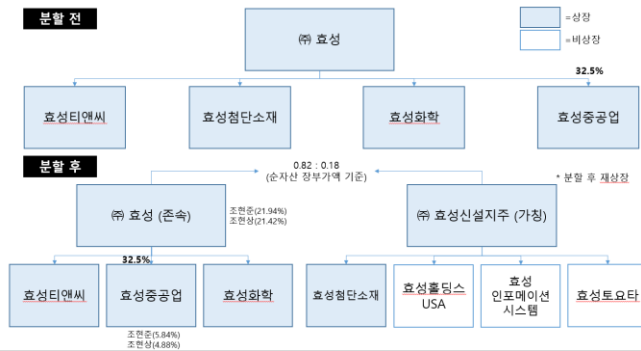 분할 전
㈜ 효성
=상장
=비상장
32.5%
효성티앤씨
효성첨단소재
효성화학
효성중공업
분할 후
0.82 : 0.18
(순자산 장부가액 기준)
* 분할 후 재상장
㈜ 효성 (존속)
조현준(21.94%)
조현상(21.42%)
㈜ 효성신설지주 (가칭)
32.5%
효성티앤씨
효성중공업
효성화학
효성첨단소재
효성홀딩스
USA
효성
인포메이션
시스템
효성토요타
조현준(5.84%)
조현상(4.88%)